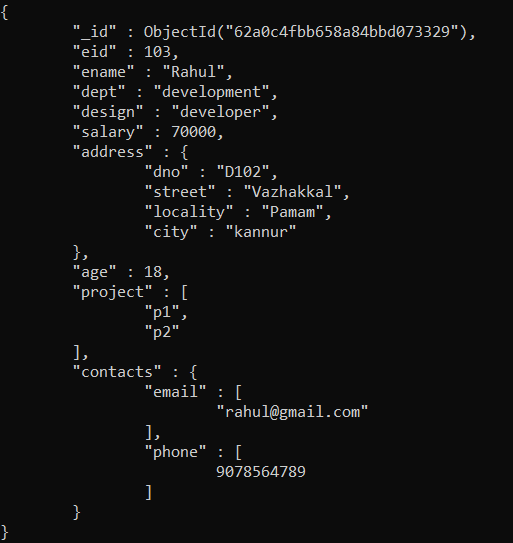 {
        "_id" : ObjectId("62a0c4fbb658a84bbd073329"),
        "eid" : 103,
        "ename" : "Rahul",
        "dept" : "development",
        "design" : "developer",
        "salary" : 70000,
        "address" : {
                "dno" : "D102",
                "street" : "Vazhakkal",
                "locality" : "Pamam",
                "city" : "kannur"
        },
        "age" : 18,
        "project" : [
                "p1",
                "p2"
        ],
        "contacts" : {
                "email" : [
                        "rahul@gmail.com"
                ],
                "phone" : [
                        9078564789
                ]
        }
}